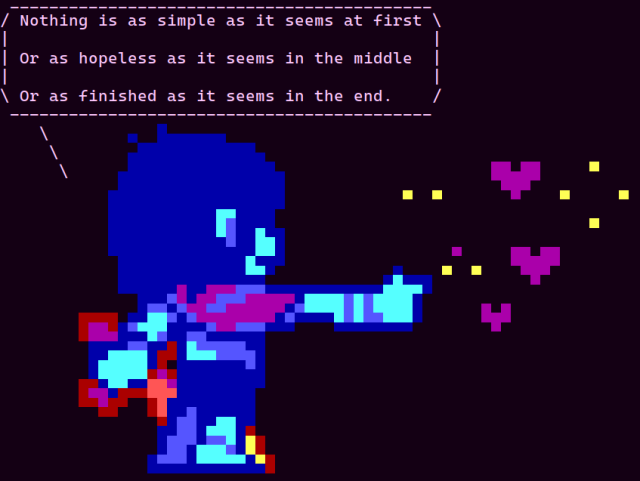 Nothing is as simple as it seems at first
Or as hopeless as it seems in the middle
Or as finished as it seems in the end.